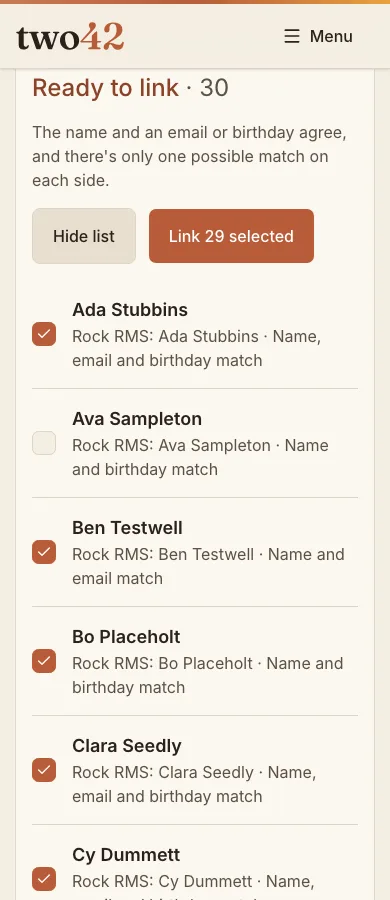 two42
☰ Menu
Ready to link · 30
The name and an email or birthday agree,
and there's only one possible match on
each side.
Hide list
Link 29 selected
Ada Stubbins
Rock RMS: Ada Stubbins · Name,
email and birthday match
Ava Sampleton
Rock RMS: Ava Sampleton · Name
and birthday match
Ben Testwell
Rock RMS: Ben Testwell · Name and
email match
Bo Placeholt
Rock RMS: Bo Placeholt · Name and
birthday match
Clara Seedly
Rock RMS: Clara Seedly · Name,
email and birthday match
Cy Dummett
Rock RMS: Cy Dummett · Name,